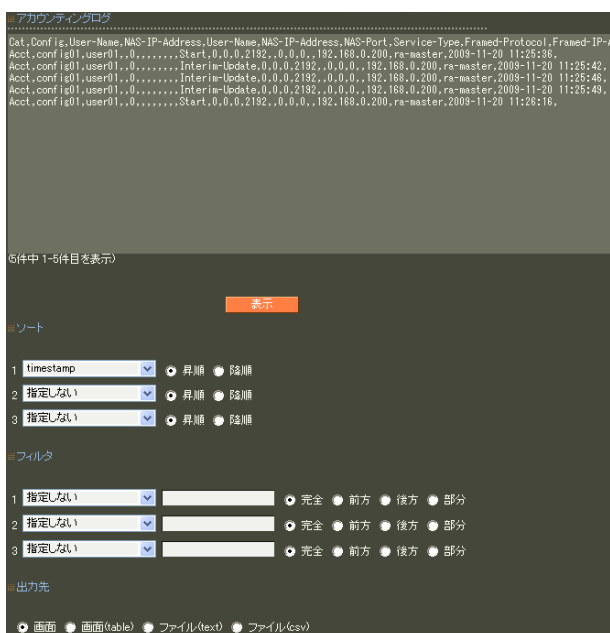 アカウンティングログ
Cat,Config,User-Name,NAS-IP-Address,User-Name,NAS-IP-Address,NAS-Port,Service-Type,Framed-Protocol,Framed-IP-A
Acct,config01,user01,,0,,,,,,,Start,0,0,0,2192,,0,0,0,,192.168.0.200,ra-master,2009-11-20 11:25:36,
Acct,config01,user01,,0,,,,,,,Interim-Update,0,0,0,2192,,0,0,0,,192.168.0.200,ra-master,2009-11-20 11:25:42,
Acct,config01,user01,,0,,,,,,,Interim-Update,0,0,0,2192,,0,0,0,,192.168.0.200,ra-master,2009-11-20 11:25:46,
Acct,config01,user01,,0,,,,,,,Interim-Update,0,0,0,2192,,0,0,0,,192.168.0.200,ra-master,2009-11-20 11:25:49,
Acct,config01,user01,,0,,,,,,,Start,0,0,0,2192,,0,0,0,,192.168.0.200,ra-master,2009-11-20 11:26:16,
(5件中 1-5件目を表示)
表示
ソート
1 timestamp 昇順 降順
2 指定しない 昇順 降順
3 指定しない 昇順 降順
フィルタ
1 指定しない 完全 前方 後方 部分
2 指定しない 完全 前方 後方 部分
3 指定しない 完全 前方 後方 部分
出力先
画面 画面(table) ファイル(text) ファイル(csv)